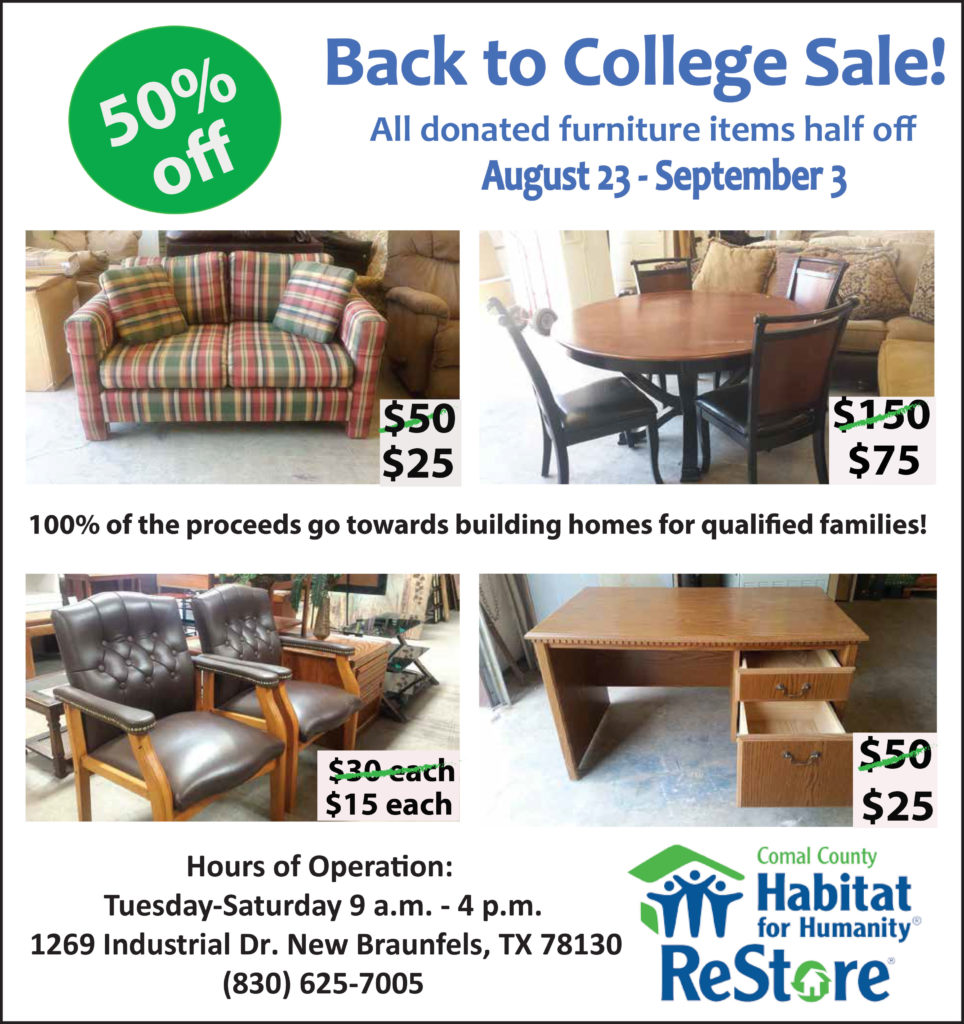 50%
off
Back to College Sale!
All donated furniture items half off
August 23 - September 3
$50
$25
$150
$75
100% of the proceeds go towards building homes for qualified families!
$30 each
$15 each
$50
$25
Hours of Operation:
Tuesday-Saturday 9 a.m. - 4 p.m.
1269 Industrial Dr. New Braunfels, TX 78130
(830) 625-7005
Comal County
Habitat
for Humanity®
ReStore®